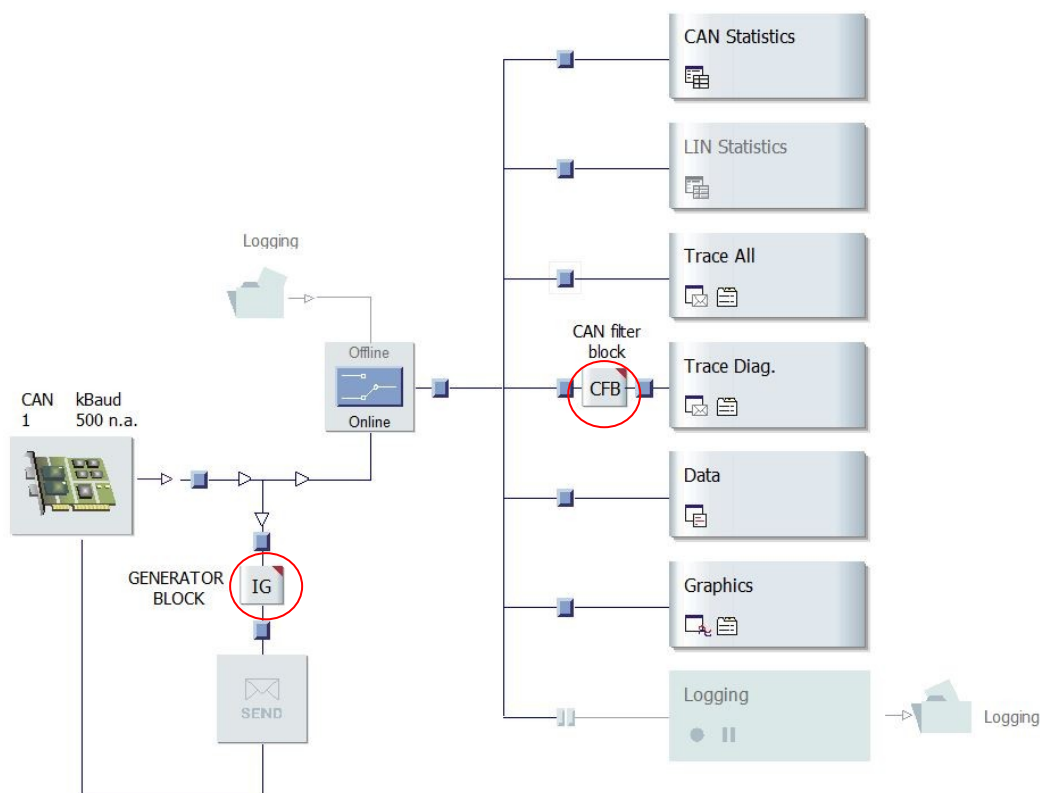 CAN Statistics
LIN Statistics
Logging
Trace All
CAN filter
block
Offline
CFB
Trace Diag.
Online
CAN kBaud
1 500 n.a.
Data
GENERATOR
BLOCK
IG
Graphics
SEND
Logging
Logging